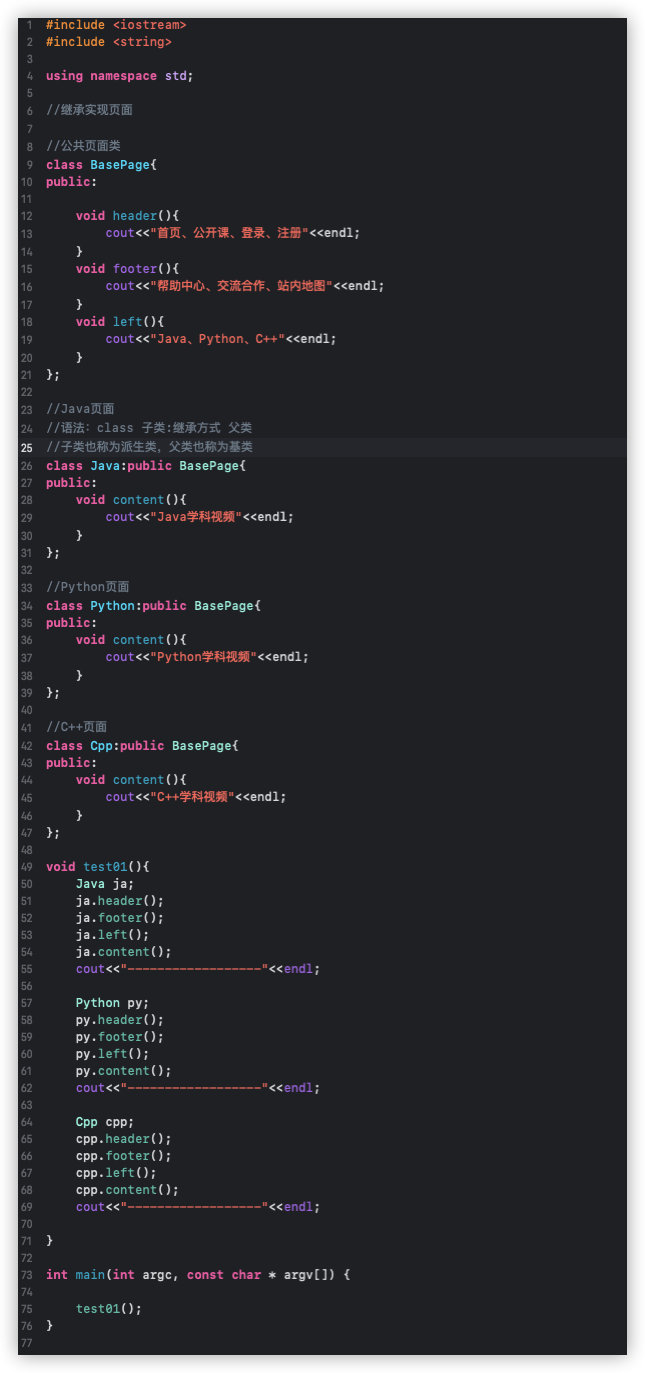 1 #include <iostream>
2 #include <string>
3
4 using namespace std;
5
6 //继承实现页面
7
8 //公共页面类
9 class BasePage{
10 public:
11
12     void header(){
13         cout<<"首页、公开课、登录、注册"<<endl;
14     }
15     void footer(){
16         cout<<"帮助中心、交流合作、站内地图"<<endl;
17     }
18     void left(){
19         cout<<"Java、Python、C++"<<endl;
20     }
21 };
22
23 //Java页面
24 //语法：class 子类:继承方式 父类
25 //子类也称为派生类，父类也称为基类
26 class Java:public BasePage{
27 public:
28     void content(){
29         cout<<"Java学科视频"<<endl;
30     }
31 };
32
33 //Python页面
34 class Python:public BasePage{
35 public:
36     void content(){
37         cout<<"Python学科视频"<<endl;
38     }
39 };
40
41 //C++页面
42 class Cpp:public BasePage{
43 public:
44     void content(){
45         cout<<"C++学科视频"<<endl;
46     }
47 };
48
49 void test01(){
50     Java ja;
51     ja.header();
52     ja.footer();
53     ja.left();
54     ja.content();
55     cout<<"------------------"<<endl;
56
57     Python py;
58     py.header();
59     py.footer();
60     py.left();
61     py.content();
62     cout<<"------------------"<<endl;
63
64     Cpp cpp;
65     cpp.header();
66     cpp.footer();
67     cpp.left();
68     cpp.content();
69     cout<<"------------------"<<endl;
70
71 }
72
73 int main(int argc, const char * argv[]) {
74
75     test01();
76 }
77